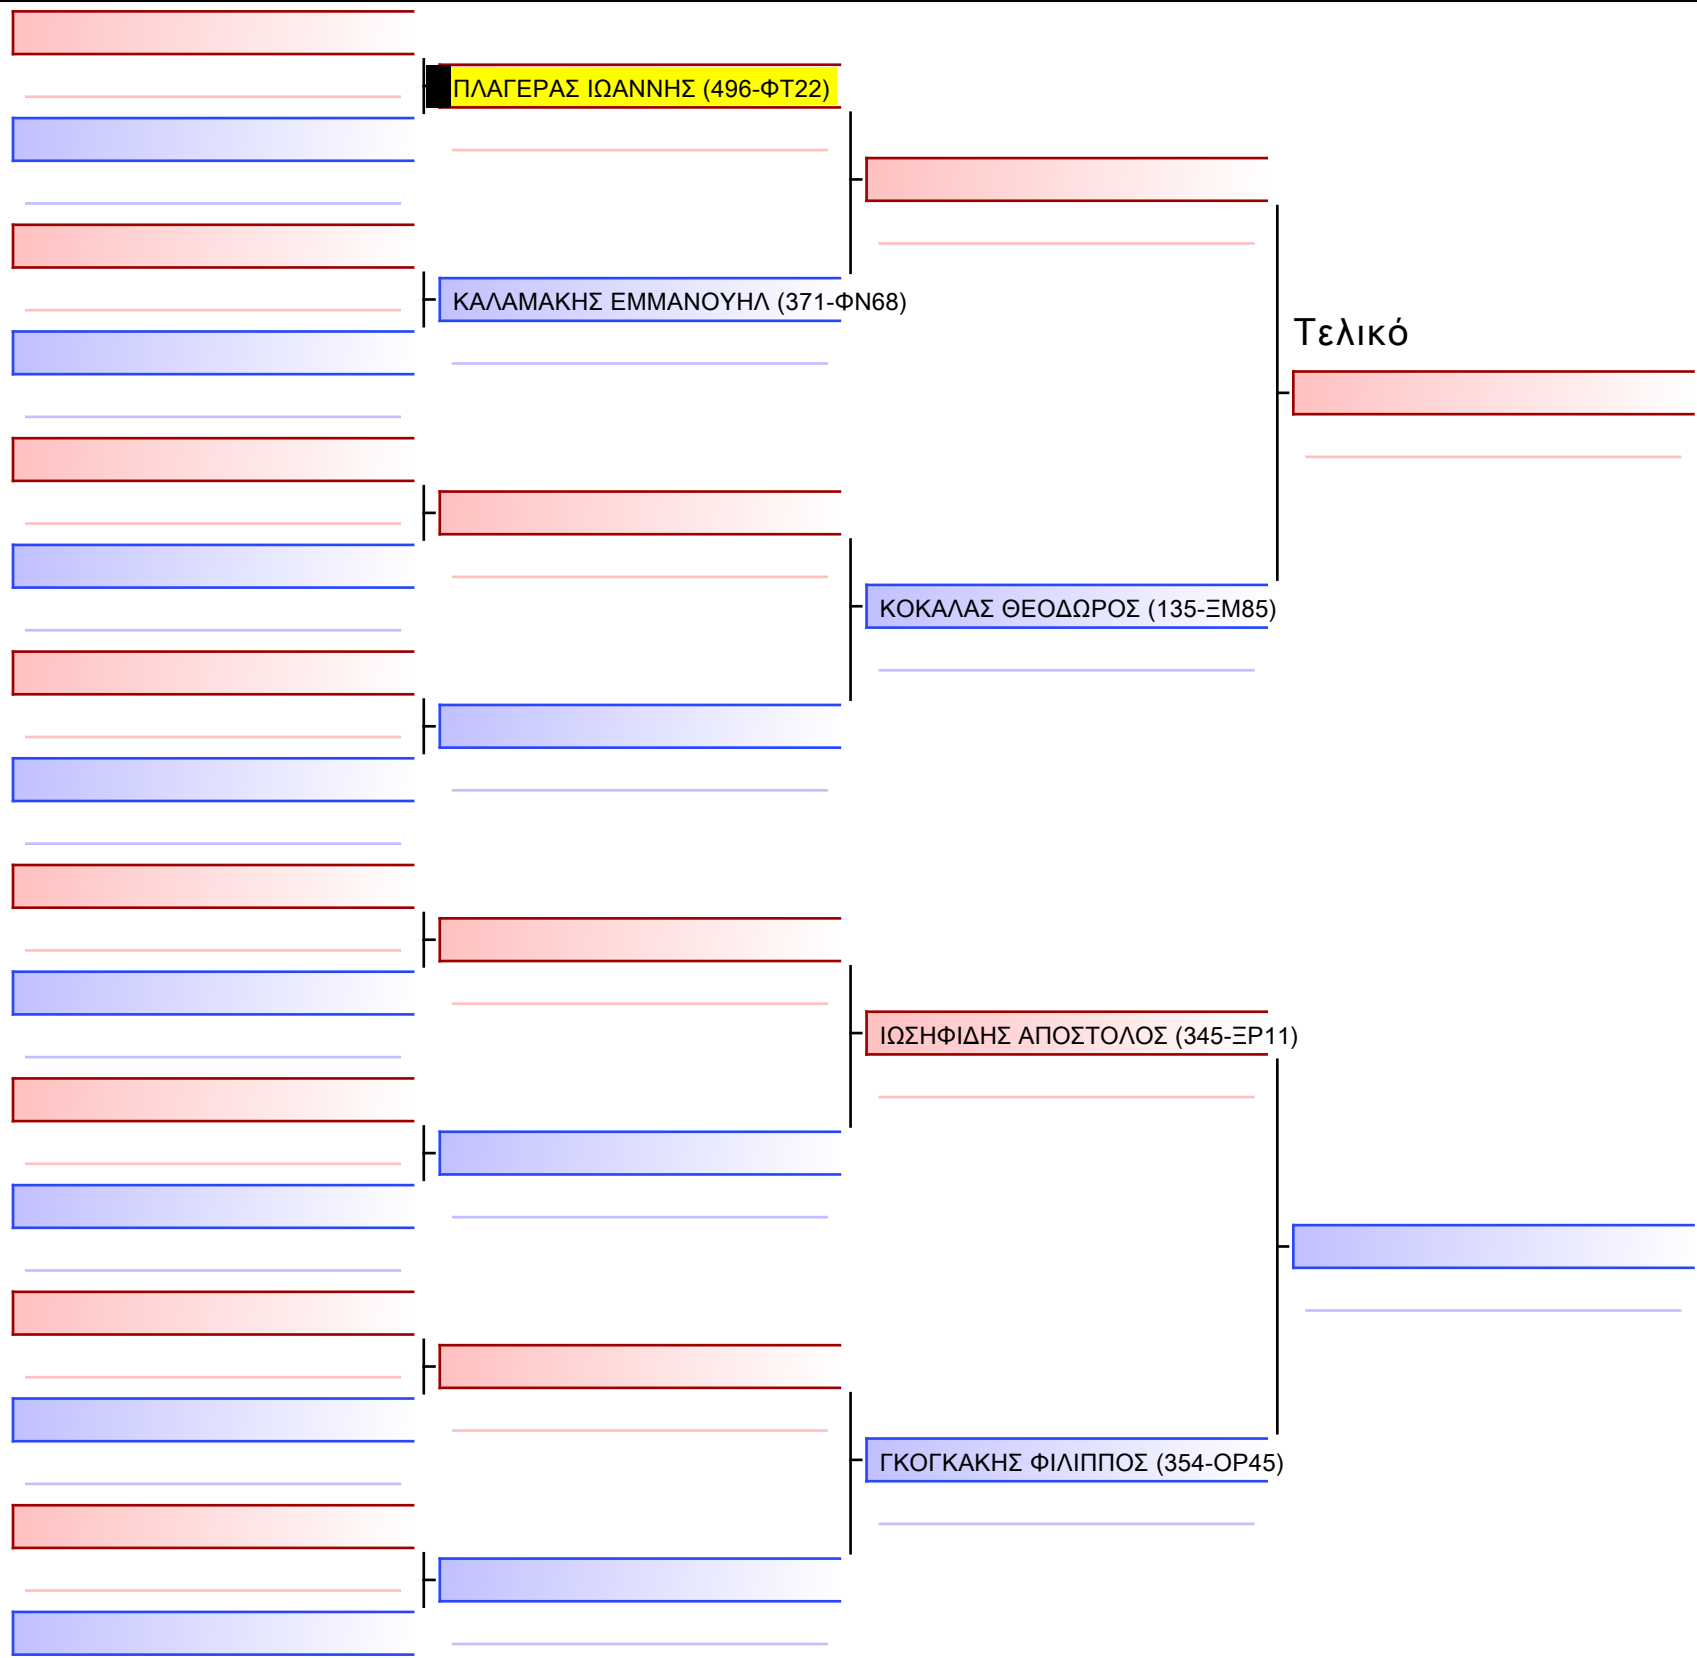 ΠΛΑΓΕΡΑΣ ΙΩΑΝΝΗΣ (496-ΦΤ22)
ΚΑΛΑΜΑΚΗΣ ΕΜΜΑΝΟΥΗΛ (371-ΦΝ68)
Τελικό
ΚΟΚΑΛΑΣ ΘΕΟΔΩΡΟΣ (135-ΞΜ85)
ΙΩΣΗΦΙΔΗΣ ΑΠΟΣΤΟΛΟΣ (345-ΞΡ11)
ΓΚΟΓΚΑΚΗΣ ΦΙΛΙΠΠΟΣ (354-ΟΡ45)